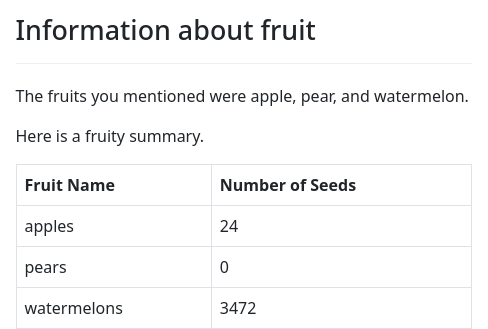 Information about fruit
The fruits you mentioned were apple, pear, and watermelon.
Here is a fruity summary.
Fruit Name Number of Seeds
apples 24
pears 0
watermelons 3472